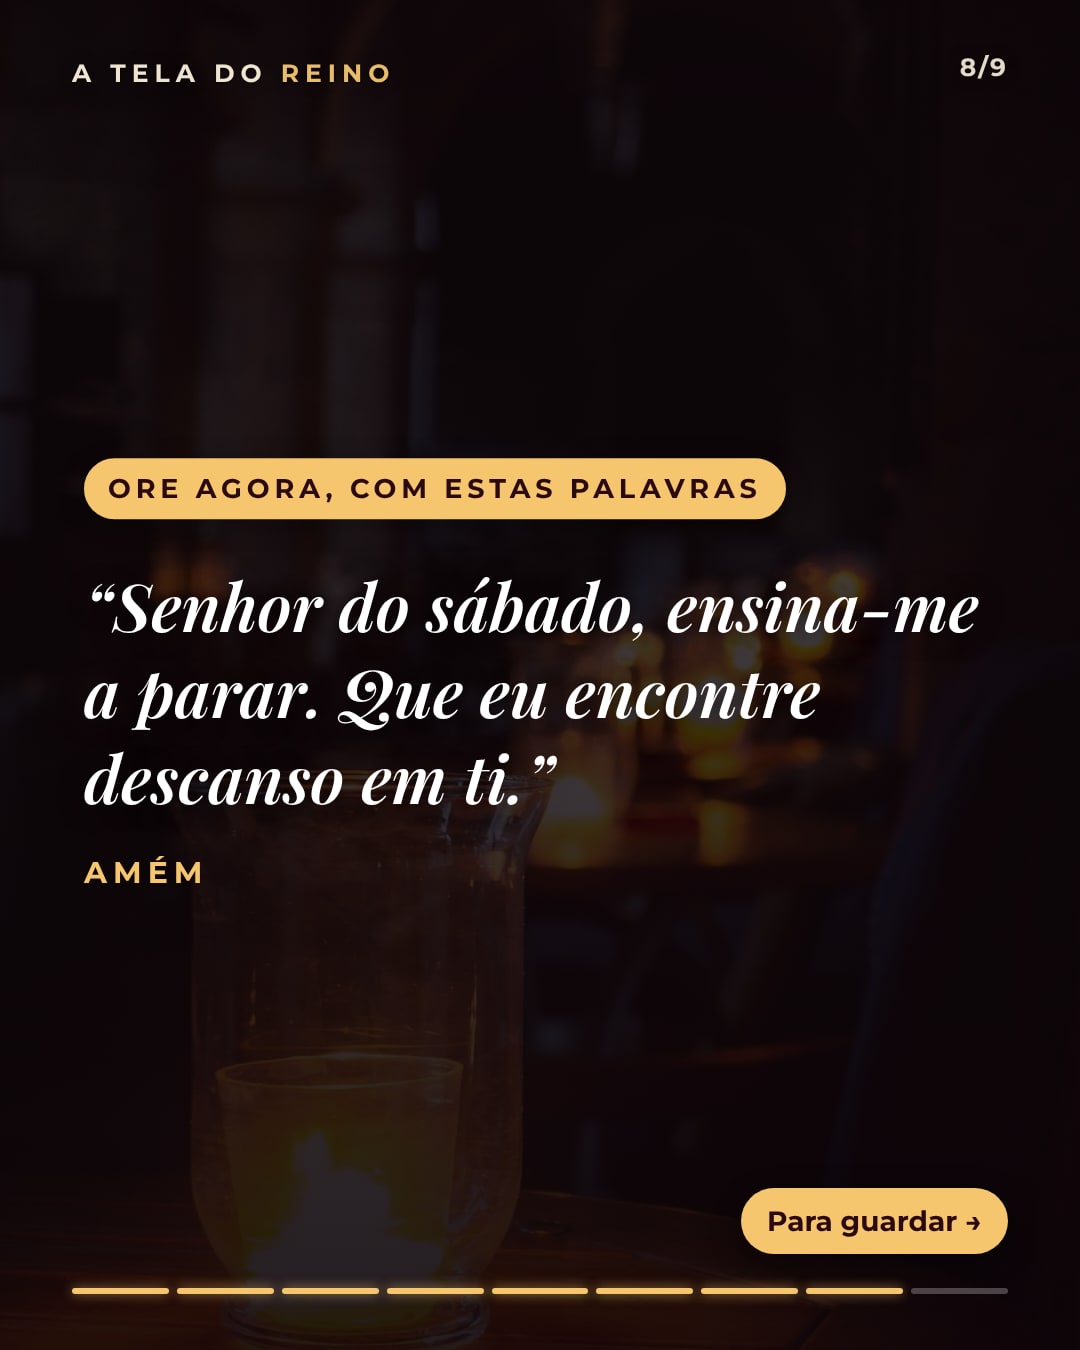 A TELA DO REINO
8/9
ORE AGORA, COM ESTAS PALAVRAS
“Senhor do sábado, ensina-me
a parar. Que eu encontre
descanso em ti.”
AMÉM
Para guardar →